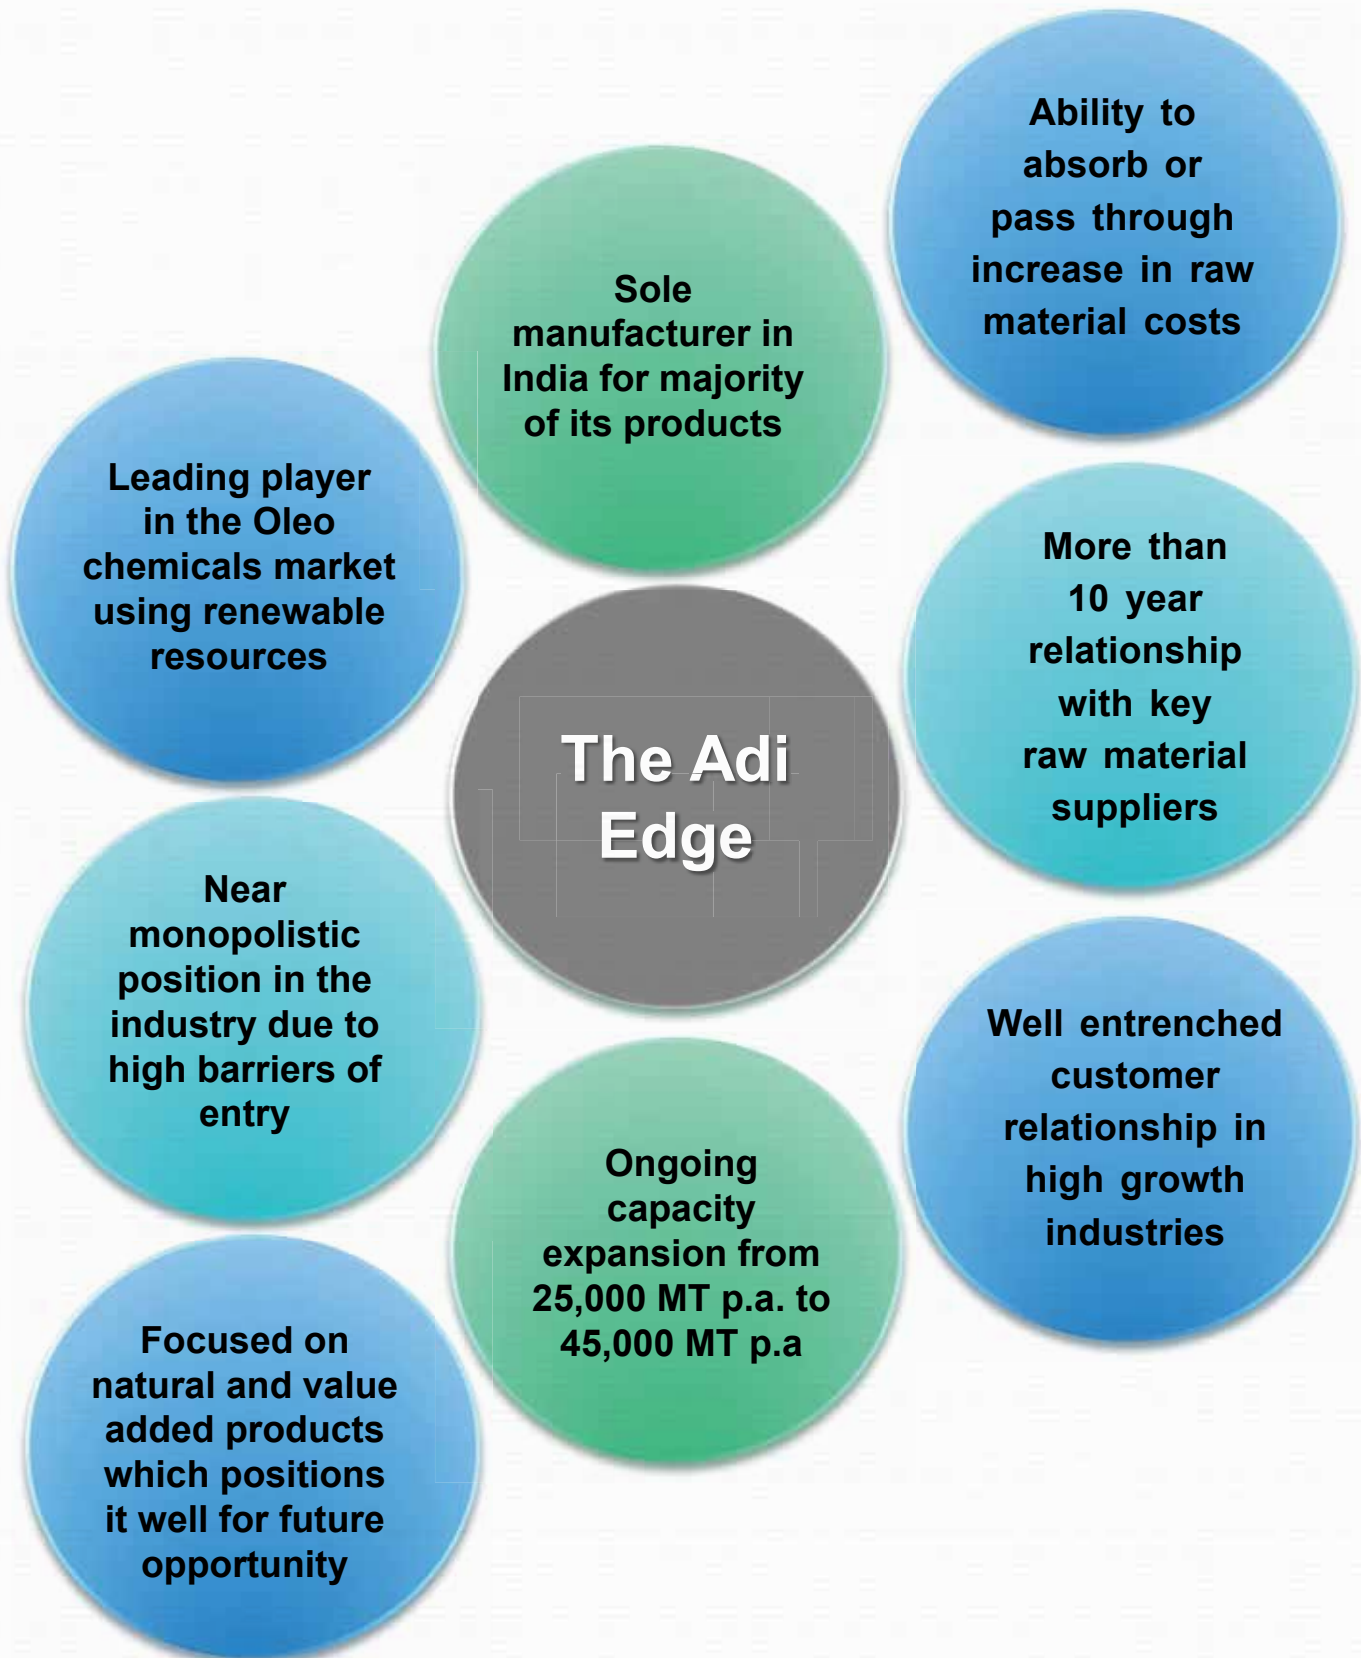 Ability to
absorb or
pass through
increase in raw
material costs
Sole
manufacturer in
India for majority
of its products
Leading player
in the Oleo
chemicals market
using renewable
resources
More than
10 year
relationship
with key
raw material
suppliers
The Adi
Edge
Near
monopolistic
position in the
industry due to
high barriers of
entry
Well entrenched
customer
relationship in
high growth
industries
Ongoing
capacity
expansion from
25,000 MT p.a. to
45,000 MT p.a
Focused on
natural and value
added products
which positions
it well for future
opportunity